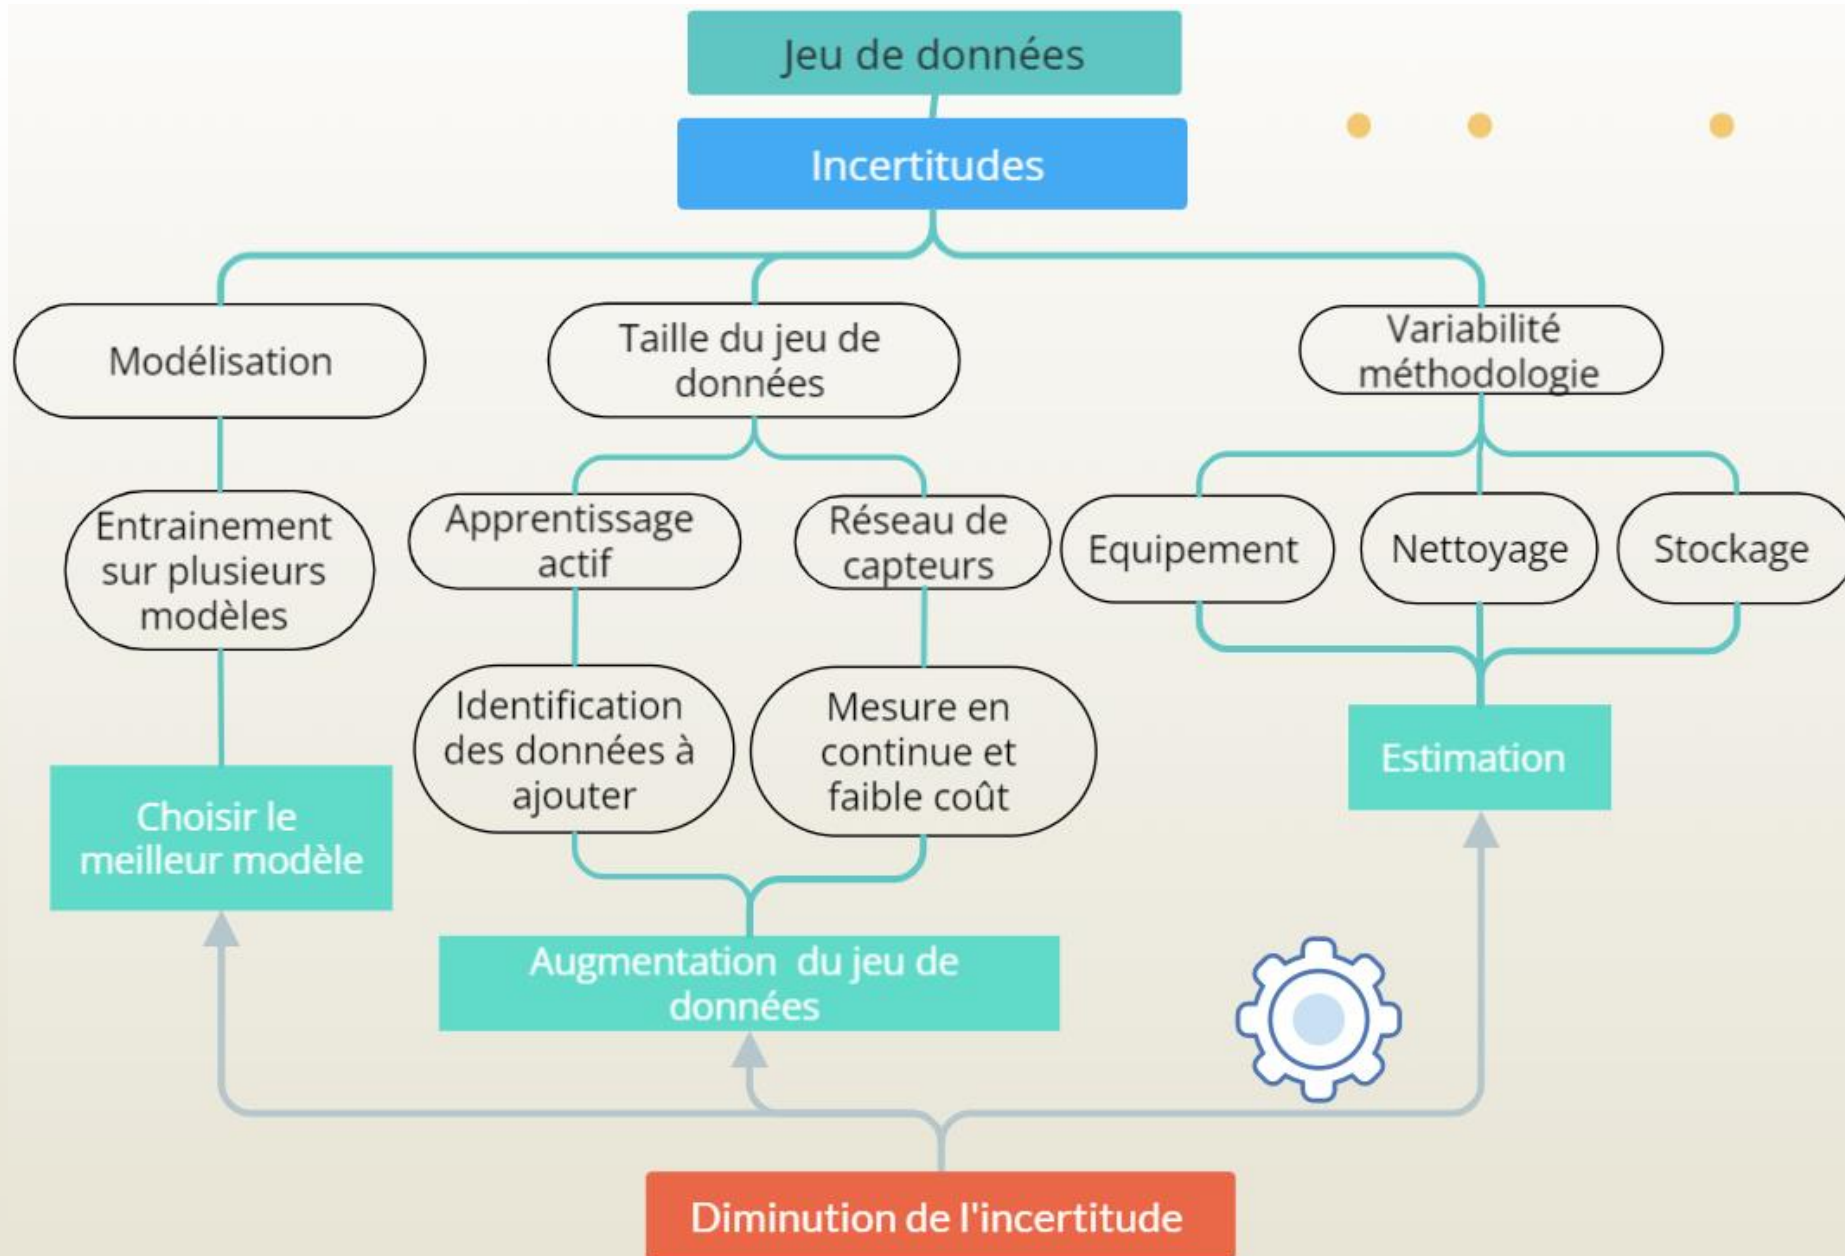 Jeu de données
Incertitudes
Modélisation
Taille du jeu de
données
Variabilité
méthodologie
Entrainement
sur plusieurs
modèles
Apprentissage
actif
Réseau de
capteurs
Equipement
Nettoyage
Stockage
Identification
des données à
ajouter
Mesure en
continue et
faible coût
Estimation
Choisir le
meilleur modèle
Augmentation  du jeu de
données
Diminution de l'incertitude